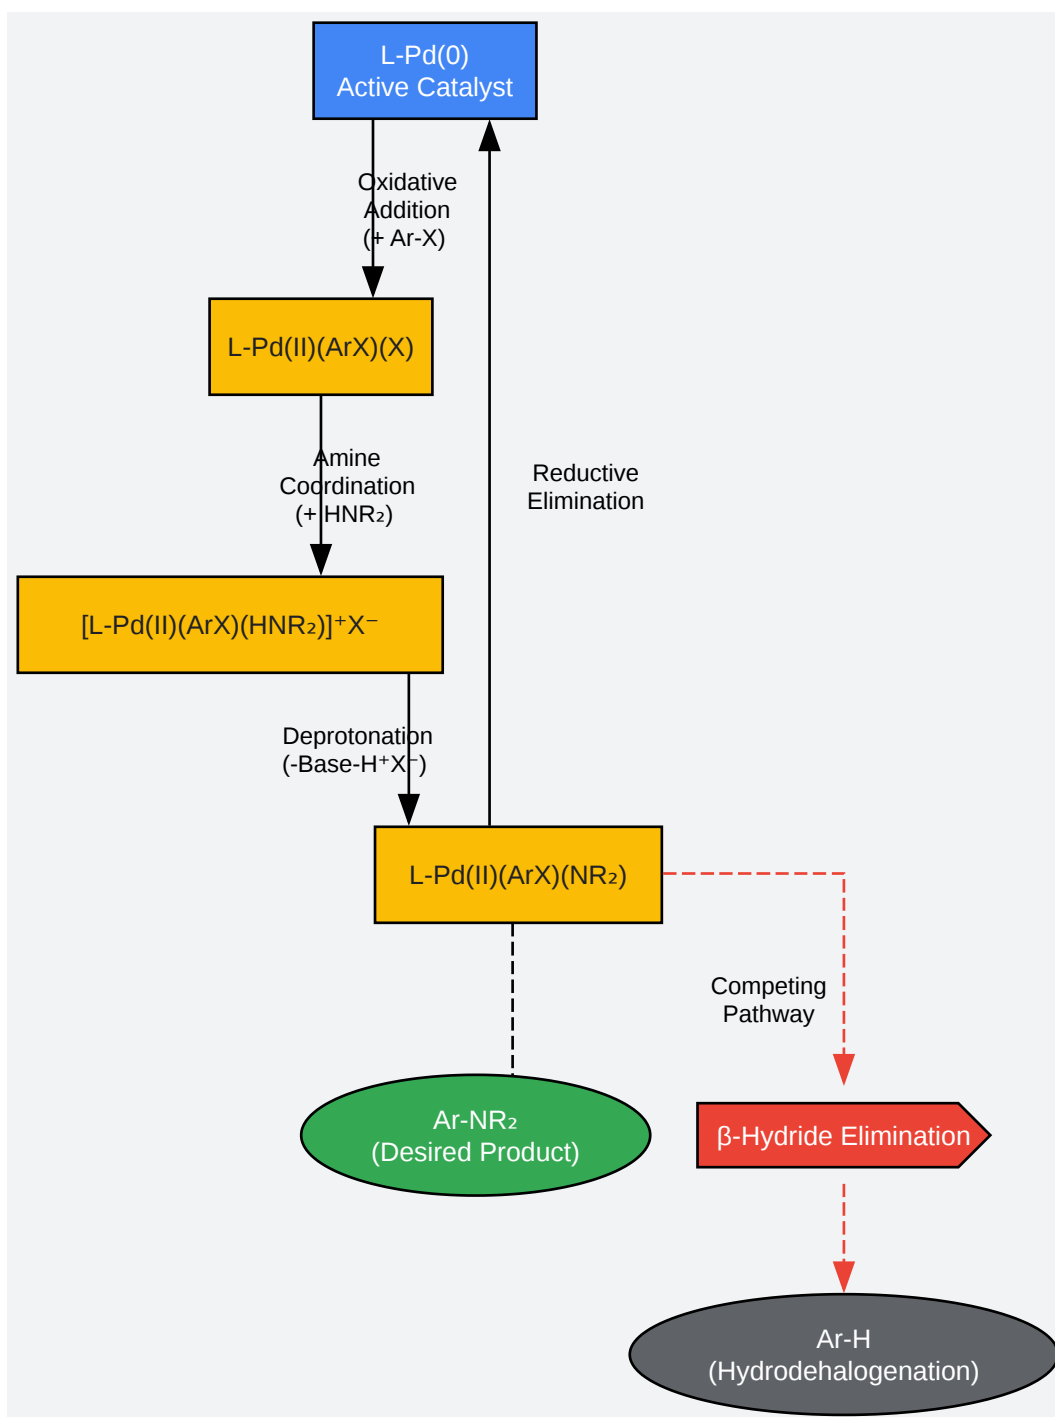 L-Pd(0)
Active Catalyst
Oxidative
Addition
(+ Ar-X)
L-Pd(II)(ArX)(X)
Amine
Coordination
(+ HNR₂)
Reductive
Elimination
[L-Pd(II)(ArX)(HNR₂)]⁺X⁻
Deprotonation
(-Base-H⁺X⁻)
L-Pd(II)(ArX)(NR₂)
Competing
Pathway
Ar-NR₂
(Desired Product)
β-Hydride Elimination
Ar-H
(Hydrodehalogenation)